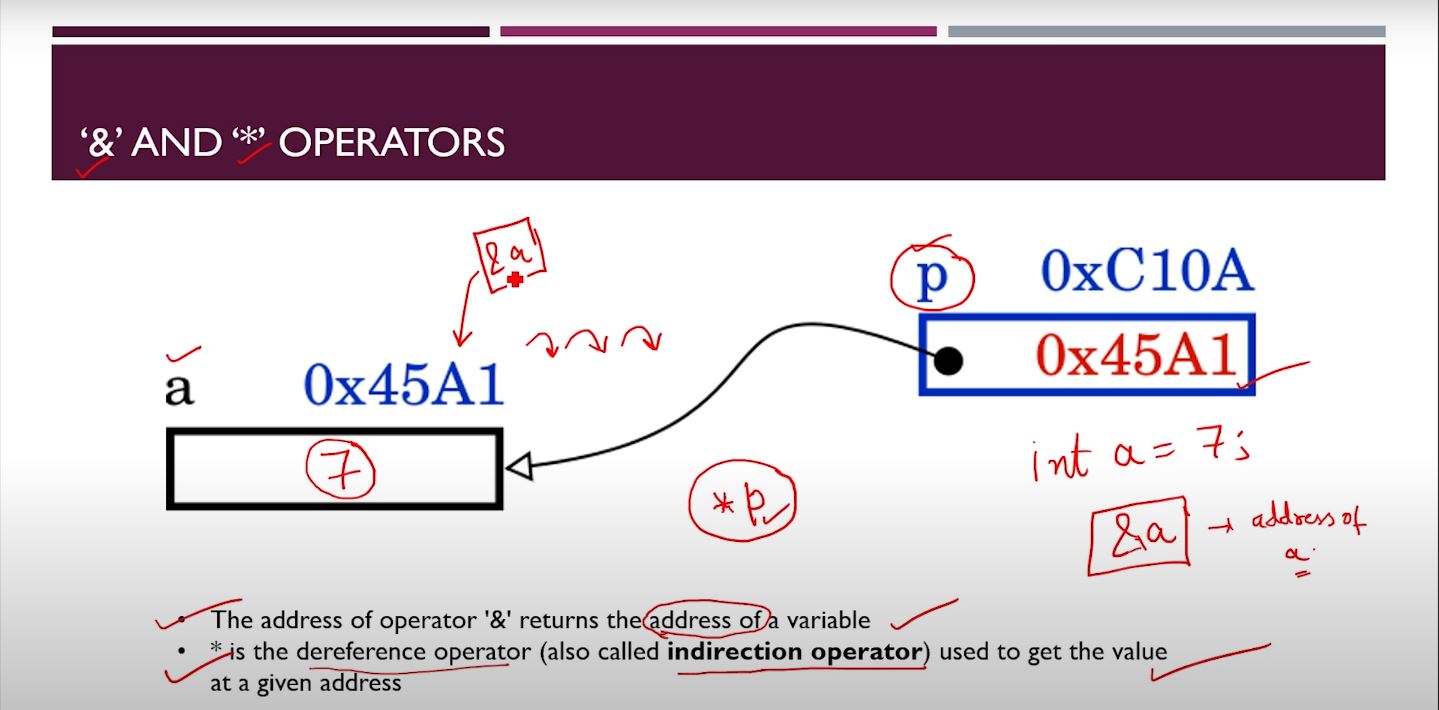 ‘&’ AND ‘*’ OPERATORS
&a
p 0xC10A
0x45A1
a 0x45A1
7
int a = 7;
*p
&a → address of
a
• The address of operator '&' returns the address of a variable
• * is the dereference operator (also called indirection operator) used to get the value
at a given address